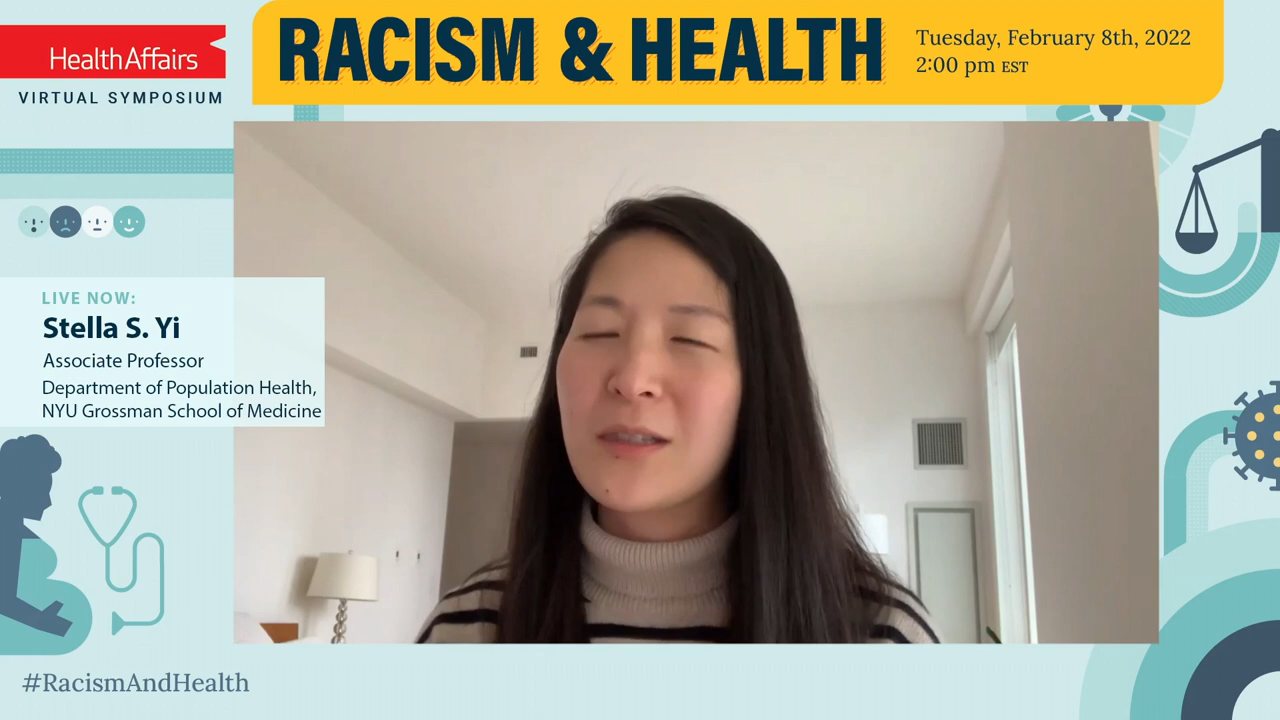 HealthAffairs
VIRTUAL SYMPOSIUM
RACISM & HEALTH
Tuesday, February 8th, 2022
2:00 pm EST
LIVE NOW:
Stella S. Yi
Associate Professor
Department of Population Health,
NYU Grossman School of Medicine
#RacismAndHealth